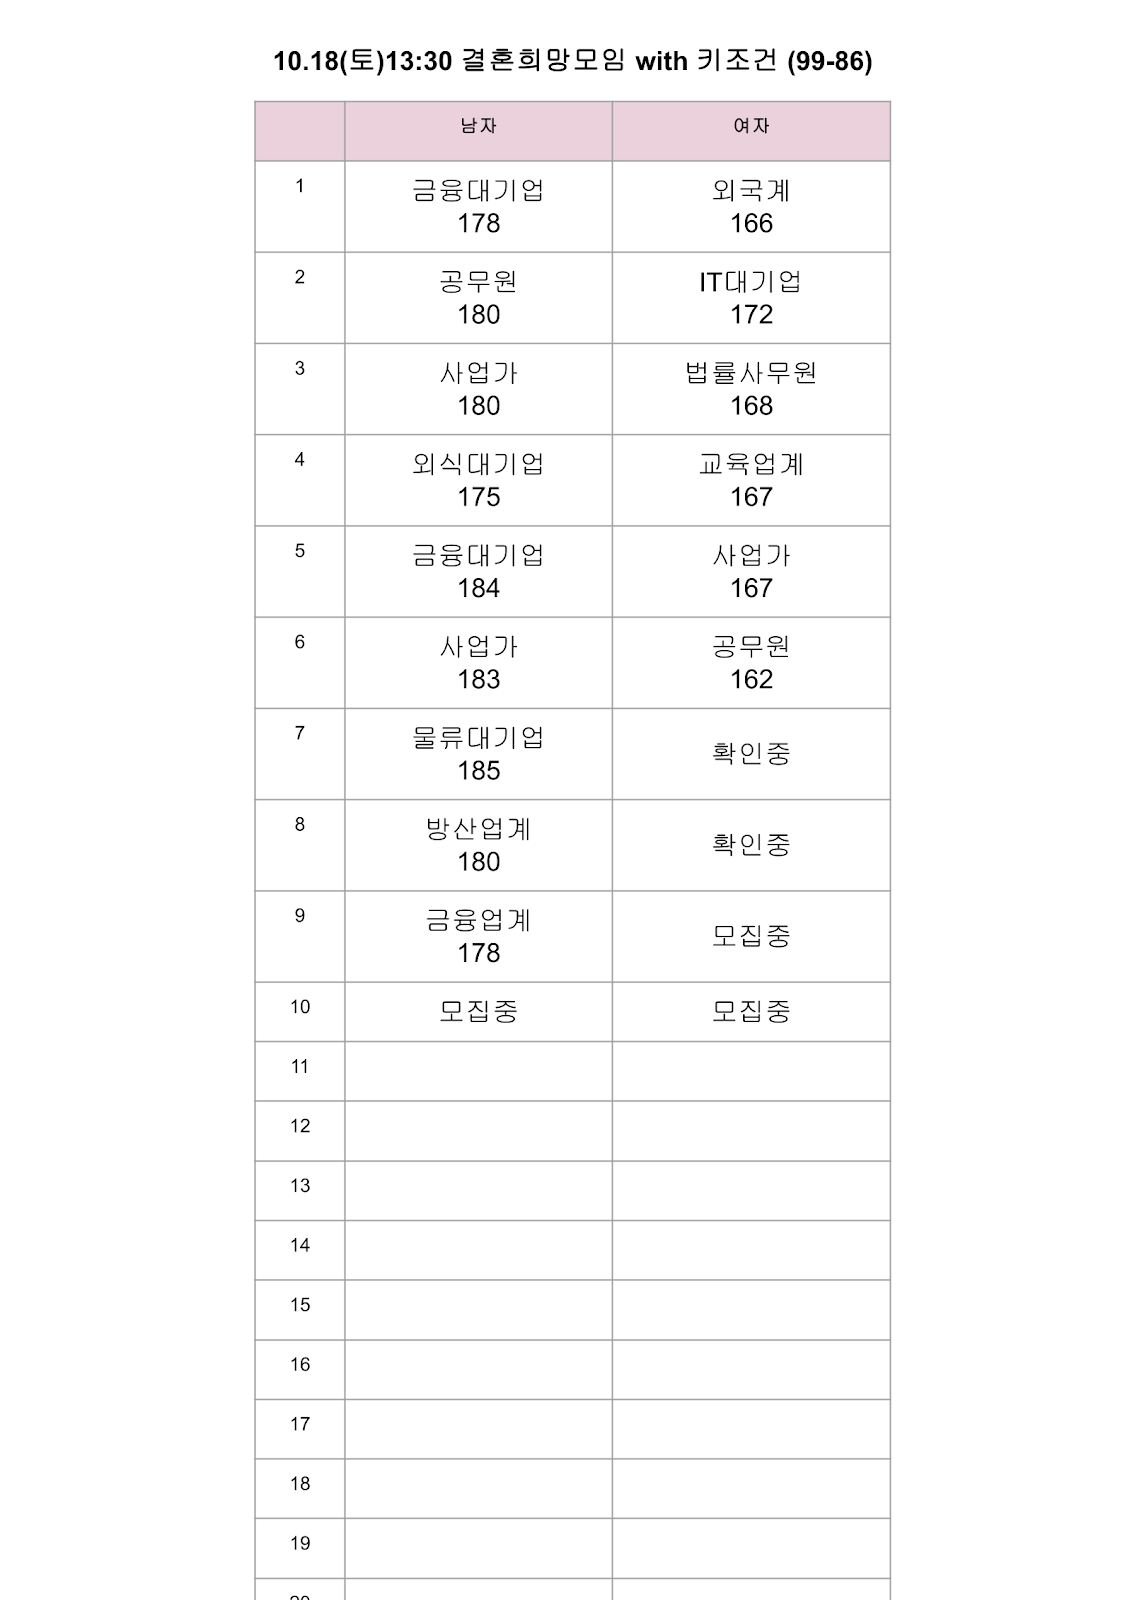 10.18(토)13:30 결혼희망모임 with 키조건 (99-86)
남자 여자
1 금융대기업 외국계
178 166
2 공무원 IT대기업
180 172
3 사업가 법률사무원
180 168
4 외식대기업 교육업계
175 167
5 금융대기업 사업가
184 167
6 사업가 공무원
183 162
7 물류대기업 확인중
185
8 방산업계 확인중
180
9 금융업계 모집중
178
10 모집중 모집중
11
12
13
14
15
16
17
18
19